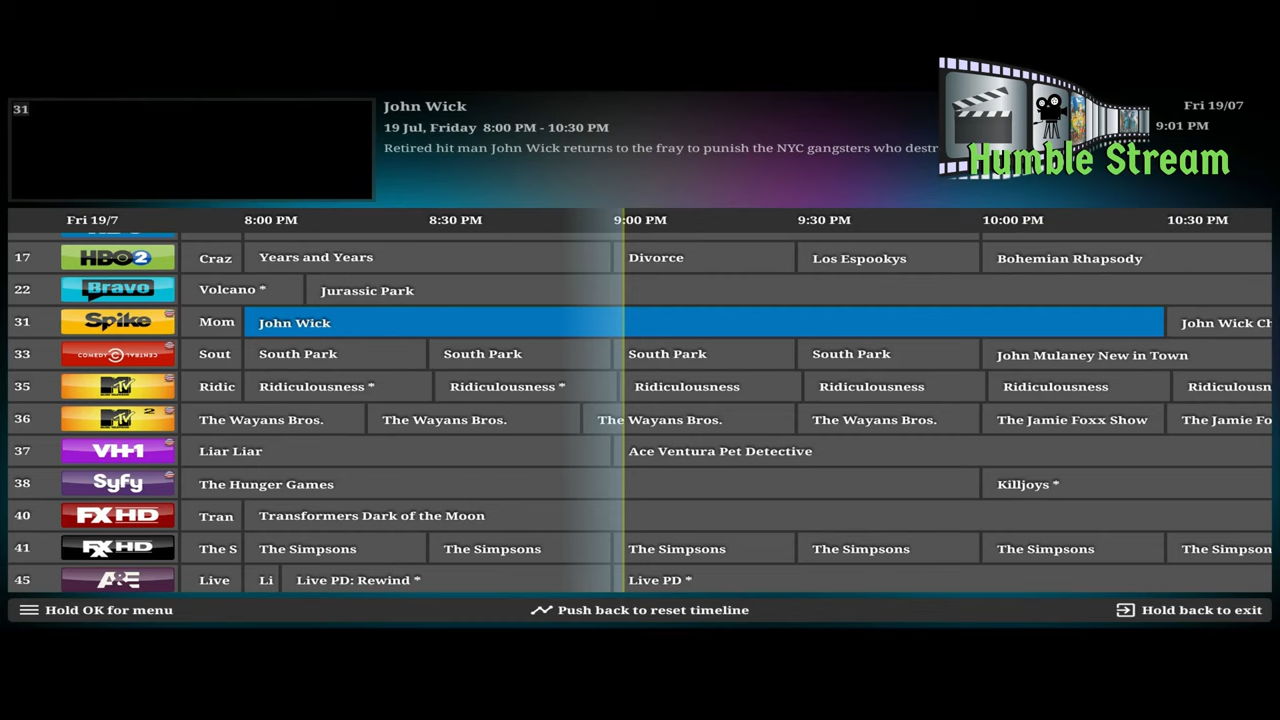 31
John Wick
19 Jul, Friday 8:00 PM - 10:30 PM
Retired hit man John Wick returns to the fray to punish the NYC gangsters who destr
Humble Stream
Fri 19/07
9:01 PM
Fri 19/7 8:00 PM 8:30 PM 9:00 PM 9:30 PM 10:00 PM 10:30 PM
17 HBO2 Craz Years and Years Divorce Los Espookys Bohemian Rhapsody
22 Bravo Volcano * Jurassic Park
31 Spike Mom John Wick John Wick Ch
33 COMEDY CENTRAL Sout South Park South Park South Park South Park John Mulaney New in Town
35 MTV Ridic Ridiculousness * Ridiculousness * Ridiculousness Ridiculousness Ridiculousness Ridiculousn
36 MTV 2 The Wayans Bros. The Wayans Bros. The Wayans Bros. The Wayans Bros. The Jamie Foxx Show The Jamie Fo
37 VH1 Liar Liar Ace Ventura Pet Detective
38 Syfy The Hunger Games Killjoys *
40 FX HD Tran Transformers Dark of the Moon
41 FXX HD The S The Simpsons The Simpsons The Simpsons The Simpsons The Simpsons The Simpson
45 A&E Live Li Live PD: Rewind * Live PD *
Hold OK for menu Push back to reset timeline Hold back to exit